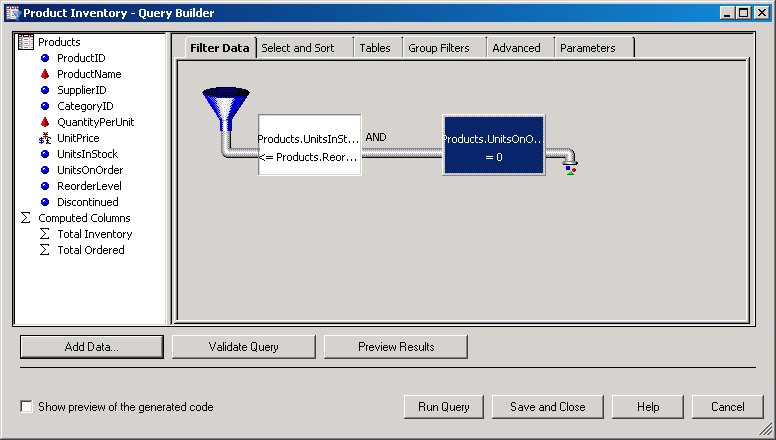 Product Inventory - Query Builder
Products
ProductID
ProductName
SupplierID
CategoryID
QuantityPerUnit
UnitPrice
UnitsInStock
UnitsOnOrder
ReorderLevel
Discontinued
Σ Computed Columns
Σ Total Inventory
Σ Total Ordered
Filter Data Select and Sort Tables Group Filters Advanced Parameters
Products.UnitsInSt...
<= Products.Reor...
AND
Products.UnitsOnO...
= 0
Add Data... Validate Query Preview Results
Show preview of the generated code
Run Query Save and Close Help Cancel